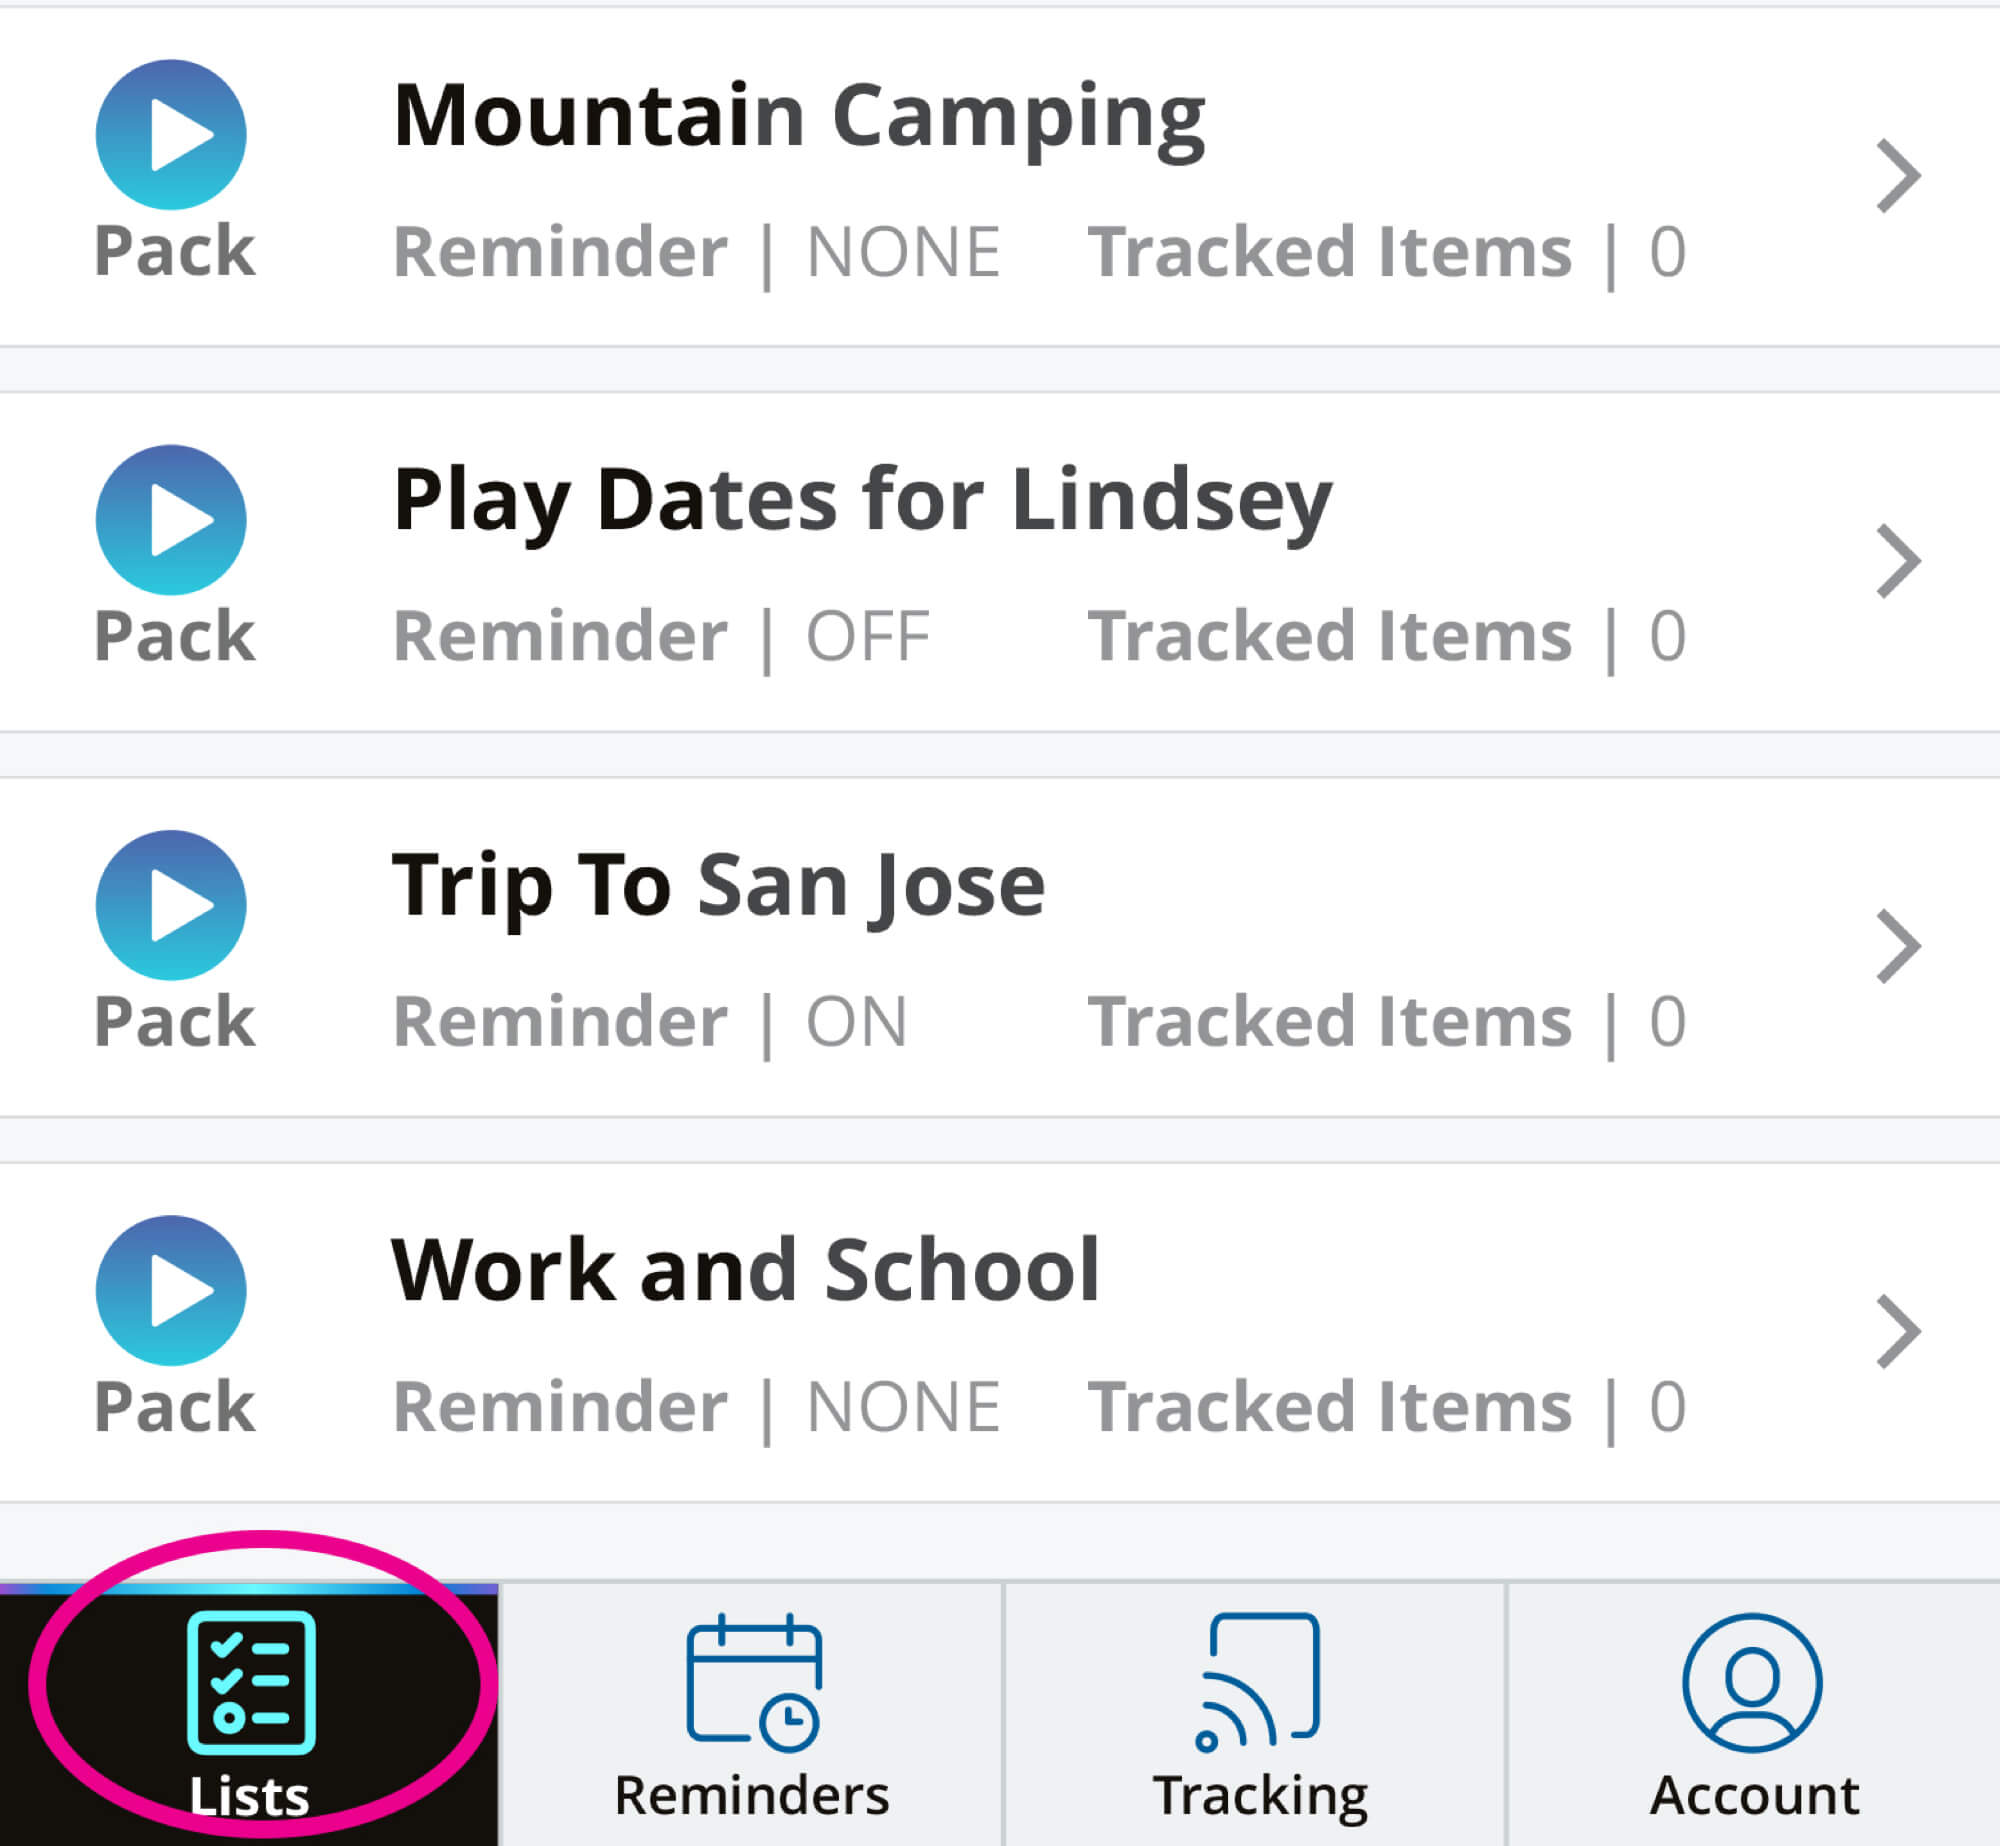 Mountain Camping
Pack Reminder | NONE Tracked Items | 0
Play Dates for Lindsey
Pack Reminder | OFF Tracked Items | 0
Trip To San Jose
Pack Reminder | ON Tracked Items | 0
Work and School
Pack Reminder | NONE Tracked Items | 0
Lists Reminders Tracking Account